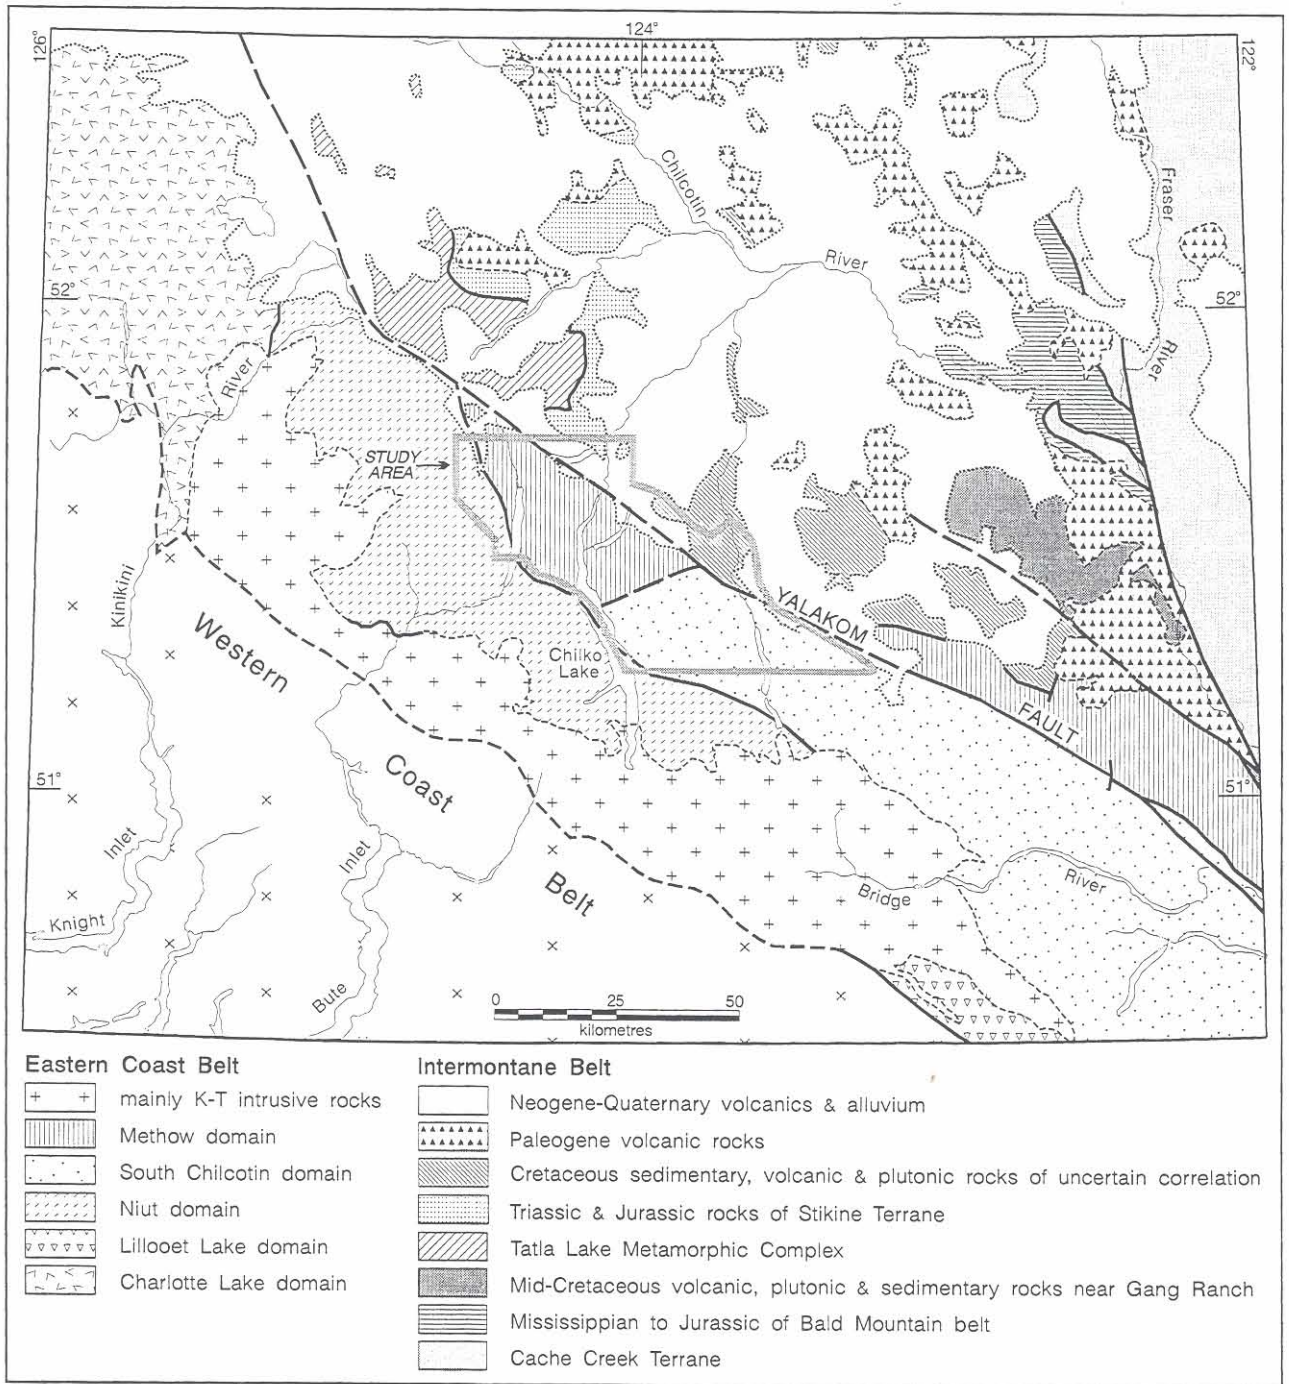 126°
124°
122°
Chilcotin
River
Fraser
River
52°
52°
River
STUDY
AREA
YALAKOM
FAULT
Kinikini
Western
Coast
Belt
Chilko
Lake
51°
51°
Inlet
Knight
Inlet
Bute
Bridge
River
0 25 50
kilometres
Eastern Coast Belt
mainly K-T intrusive rocks
Methow domain
South Chilcotin domain
Niut domain
Lillooet Lake domain
Charlotte Lake domain
Intermontane Belt
Neogene-Quaternary volcanics & alluvium
Paleogene volcanic rocks
Cretaceous sedimentary, volcanic & plutonic rocks of uncertain correlation
Triassic & Jurassic rocks of Stikine Terrane
Tatla Lake Metamorphic Complex
Mid-Cretaceous volcanic, plutonic & sedimentary rocks near Gang Ranch
Mississippian to Jurassic of Bald Mountain belt
Cache Creek Terrane